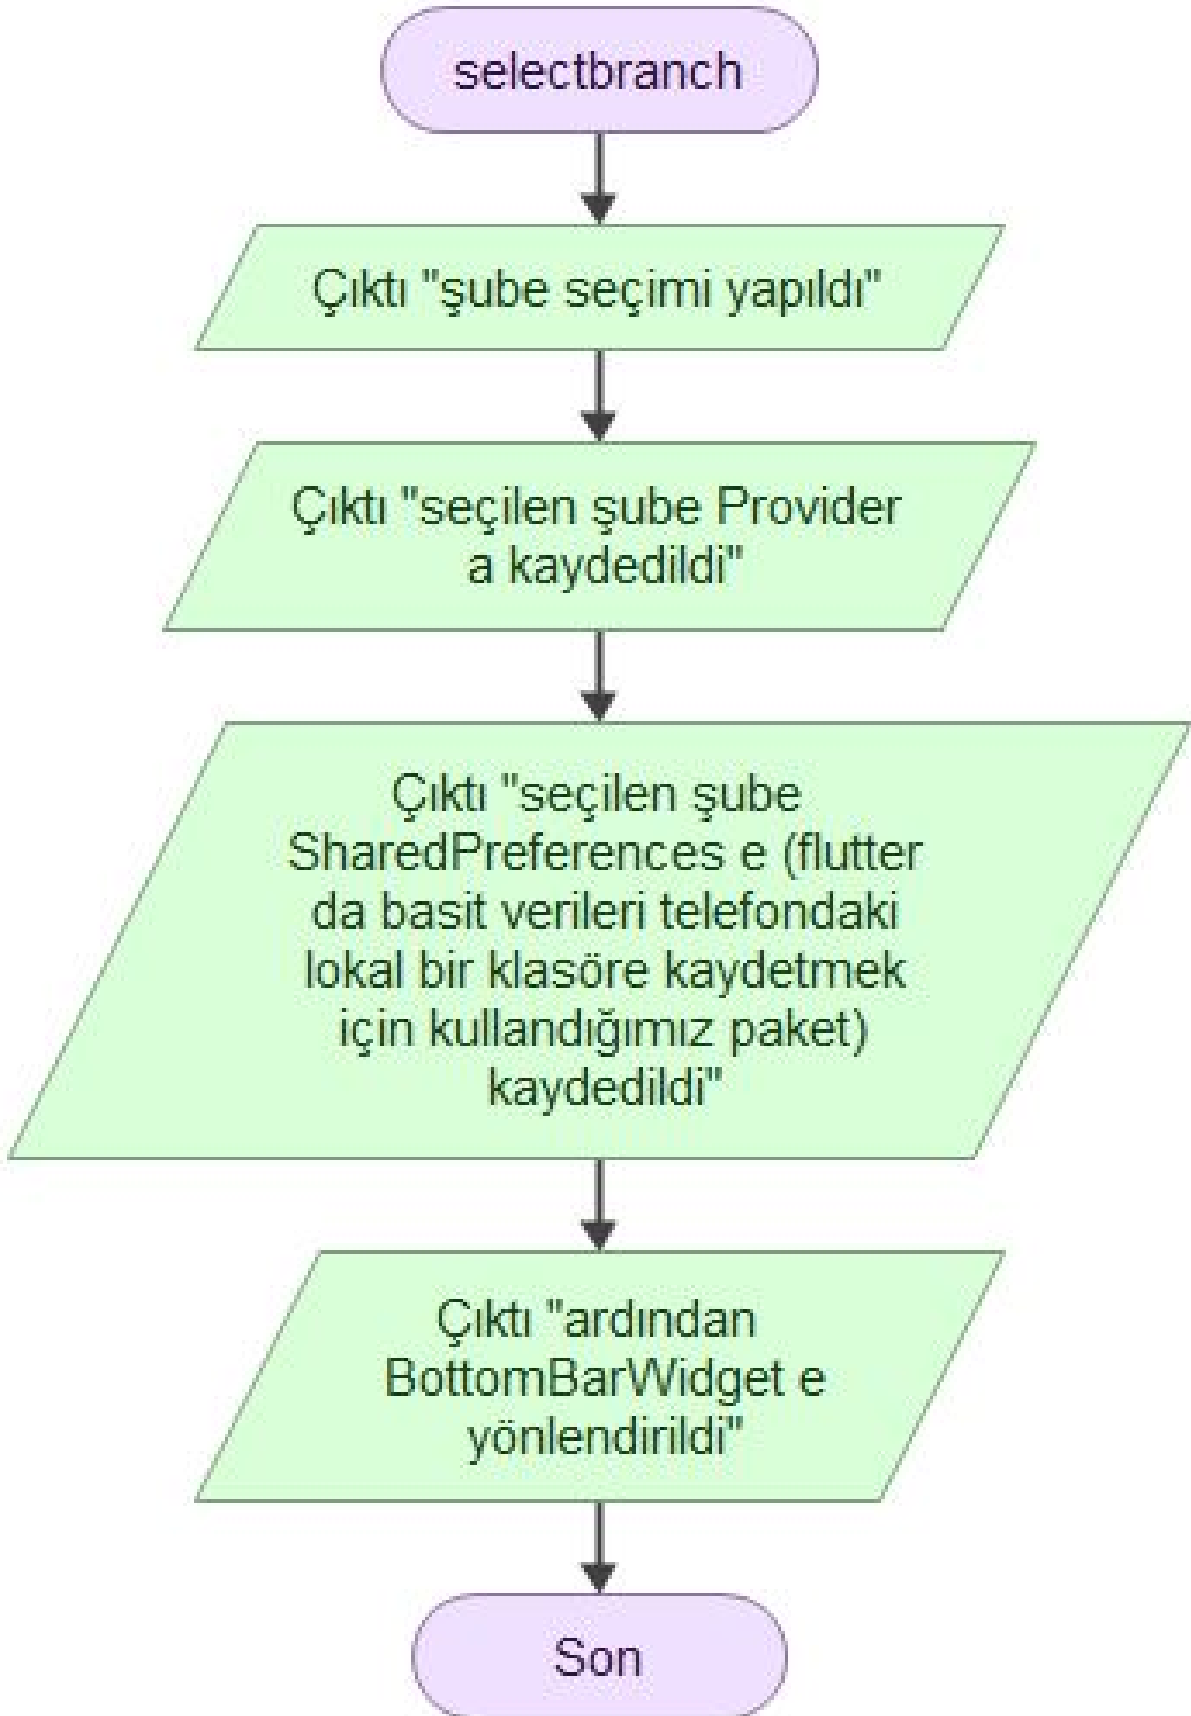 selectbranch
Çıktı "şube seçimi yapıldı"
Çıktı "seçilen şube Provider
a kaydedildi"
Çıktı "seçilen şube
SharedPreferences e (flutter
da basit verileri telefondaki
lokal bir klasöre kaydetmek
için kullandığımız paket)
kaydedildi"
Çıktı "ardından
BottomBarWidget e
yönlendirildi"
Son